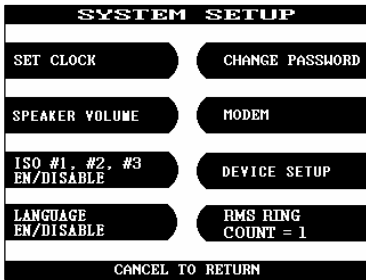 SYSTEM SETUP
SET CLOCK
CHANGE PASSWORD
SPEAKER VOLUME
MODEM
ISO #1, #2, #3
EN/DISABLE
DEVICE SETUP
LANGUAGE
EN/DISABLE
RMS RING
COUNT = 1
CANCEL TO RETURN